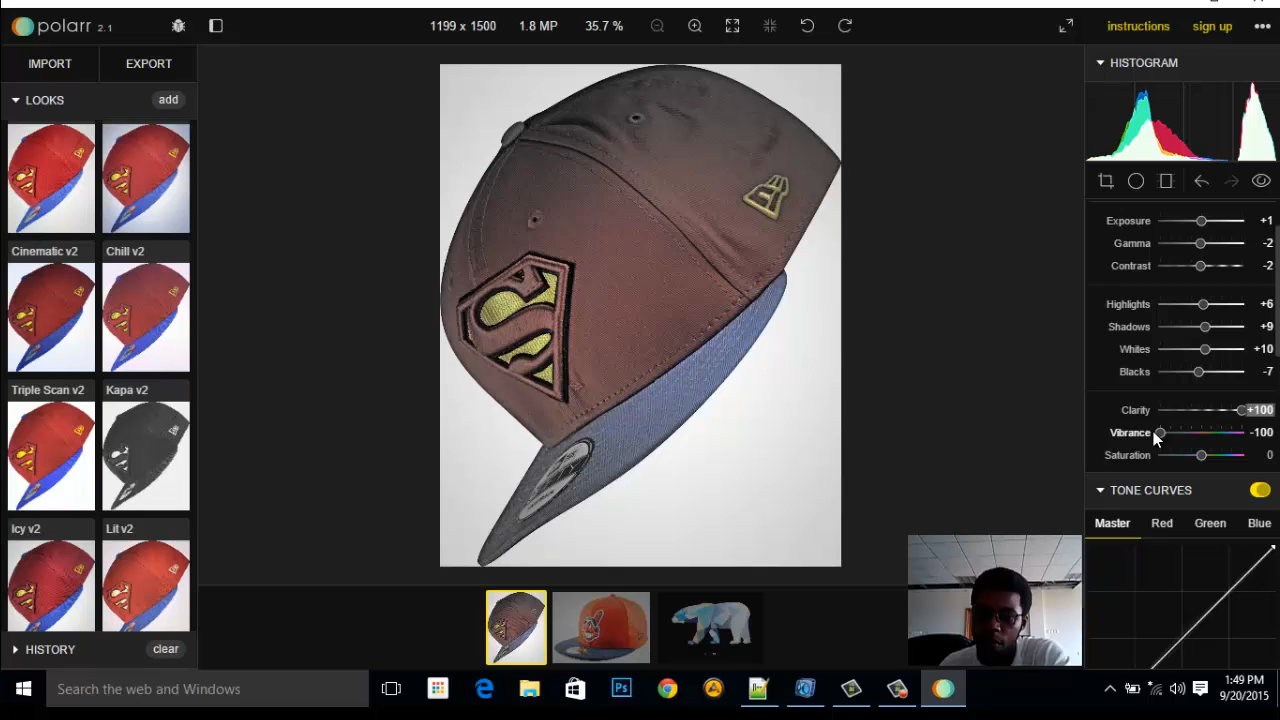 polarr 2.1
1199 x 1500 1.8 MP 35.7 %
instructions sign up
IMPORT EXPORT
LOOKS add
Cinematic v2 Chill v2
Triple Scan v2 Kapa v2
Icy v2 Lit v2
HISTORY clear
HISTOGRAM
Exposure +1
Gamma -2
Contrast -2
Highlights +6
Shadows +9
Whites +10
Blacks -7
Clarity +100
Vibrance -100
Saturation 0
TONE CURVES
Master Red Green Blue
Search the web and Windows
Ps
1:49 PM
9/20/2015